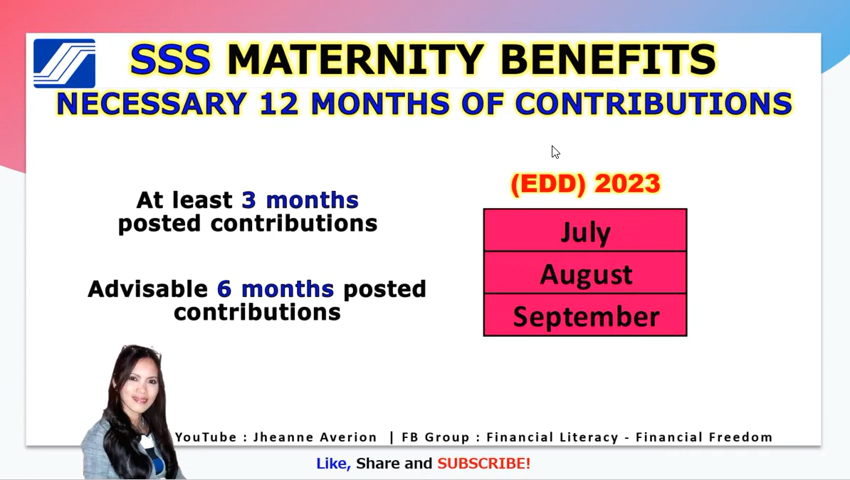 SSS MATERNITY BENEFITS
NECESSARY 12 MONTHS OF CONTRIBUTIONS
At least 3 months
posted contributions
Advisable 6 months posted
contributions
(EDD) 2023
July
August
September
YouTube : Jheanne Averion | FB Group : Financial Literacy - Financial Freedom
Like, Share and SUBSCRIBE!